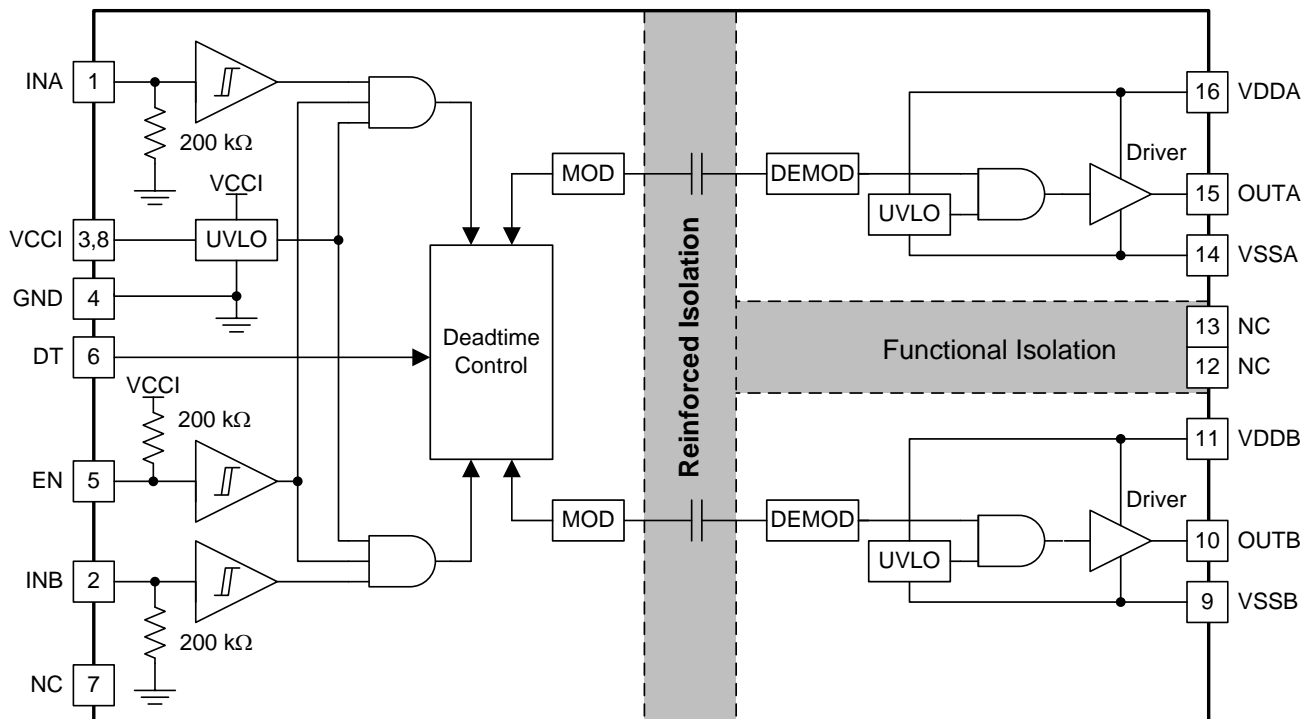 INA
1
200 kΩ
VCCI
VCCI
3,8
UVLO
GND
4
DT
6
VCCI
200 kΩ
EN
5
INB
2
200 kΩ
NC
7
Deadtime
Control
MOD
MOD
Reinforced Isolation
DEMOD
UVLO
Driver
16
VDDA
15
OUTA
14
VSSA
Functional Isolation
13
NC
12
NC
DEMOD
UVLO
Driver
11
VDDB
10
OUTB
9
VSSB